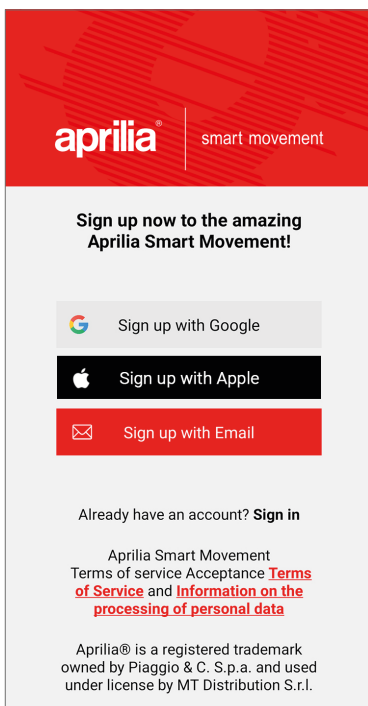 aprilia®
smart movement
Sign up now to the amazing
Aprilia Smart Movement!
Sign up with Google
Sign up with Apple
Sign up with Email
Already have an account? Sign in
Aprilia Smart Movement
Terms of service Acceptance Terms
of Service and Information on the
processing of personal data
Aprilia® is a registered trademark
owned by Piaggio & C. S.p.a. and used
under license by MT Distribution S.r.l.